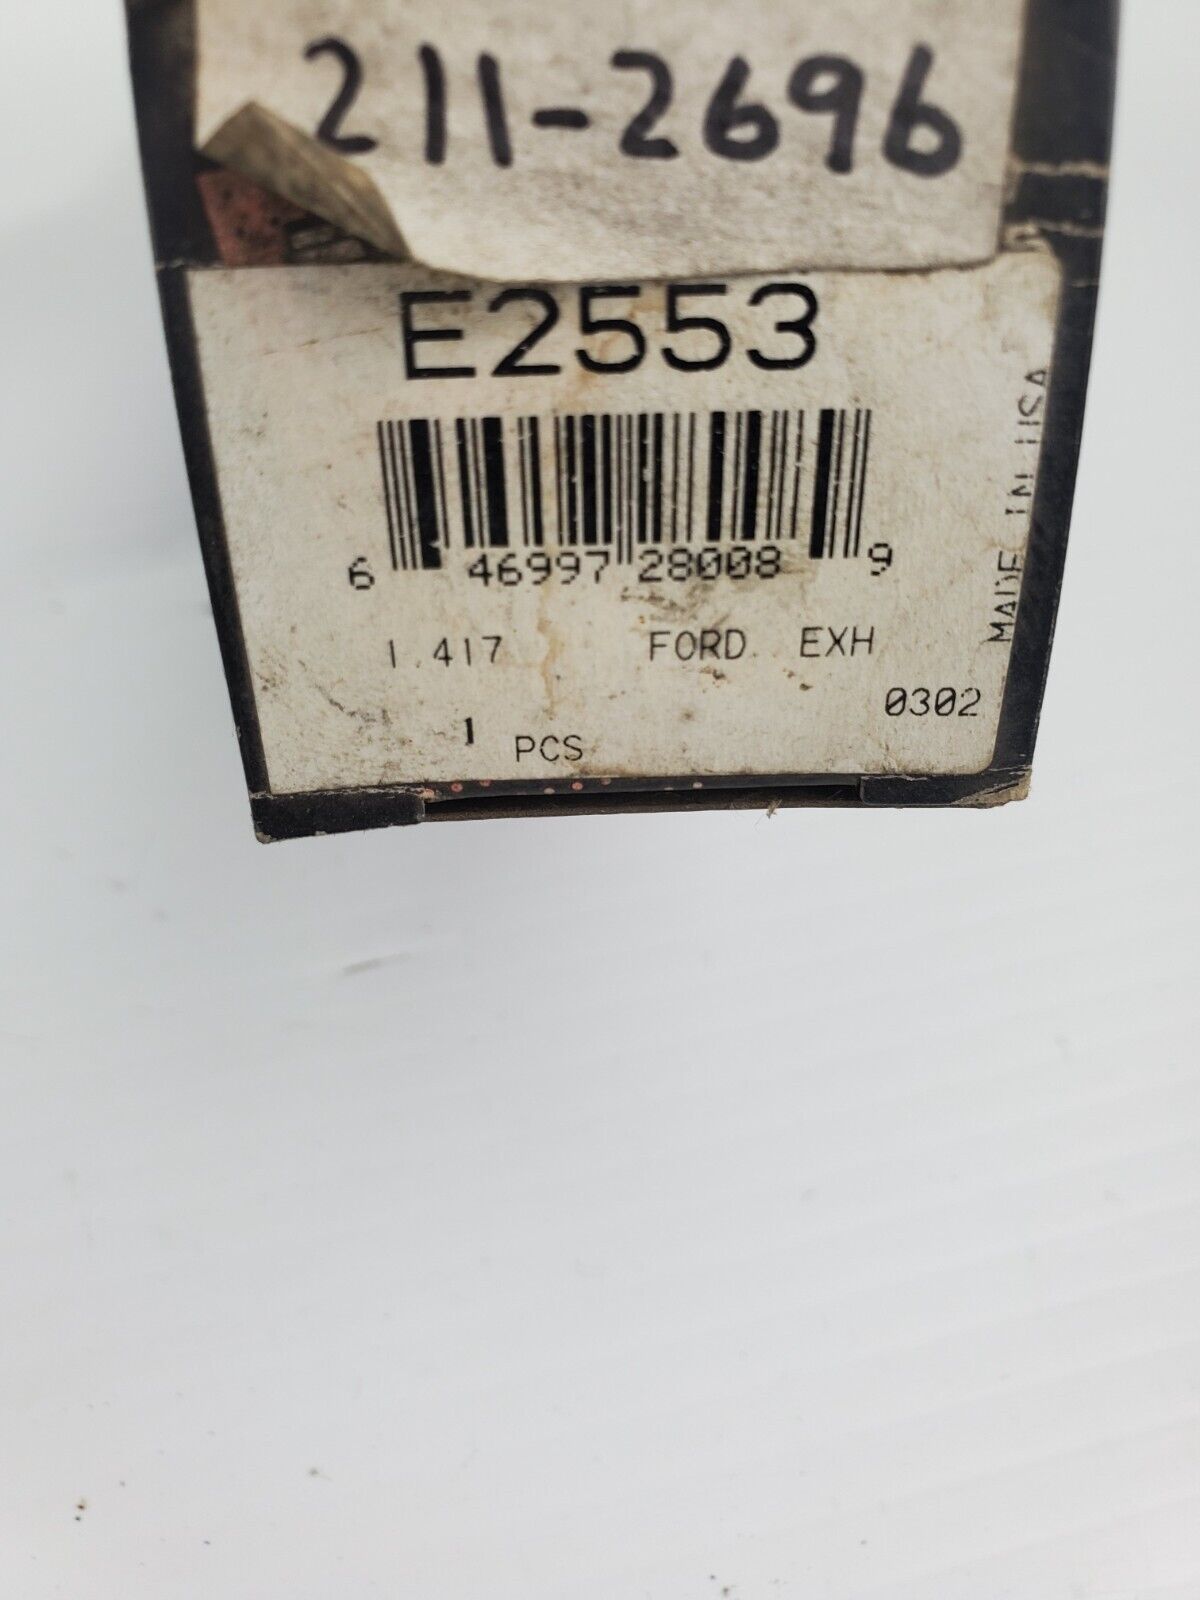 211-2696
E2553
MADE IN USA
6 46997 28008 9
1.417 FORD EXH
0302
1 PCS